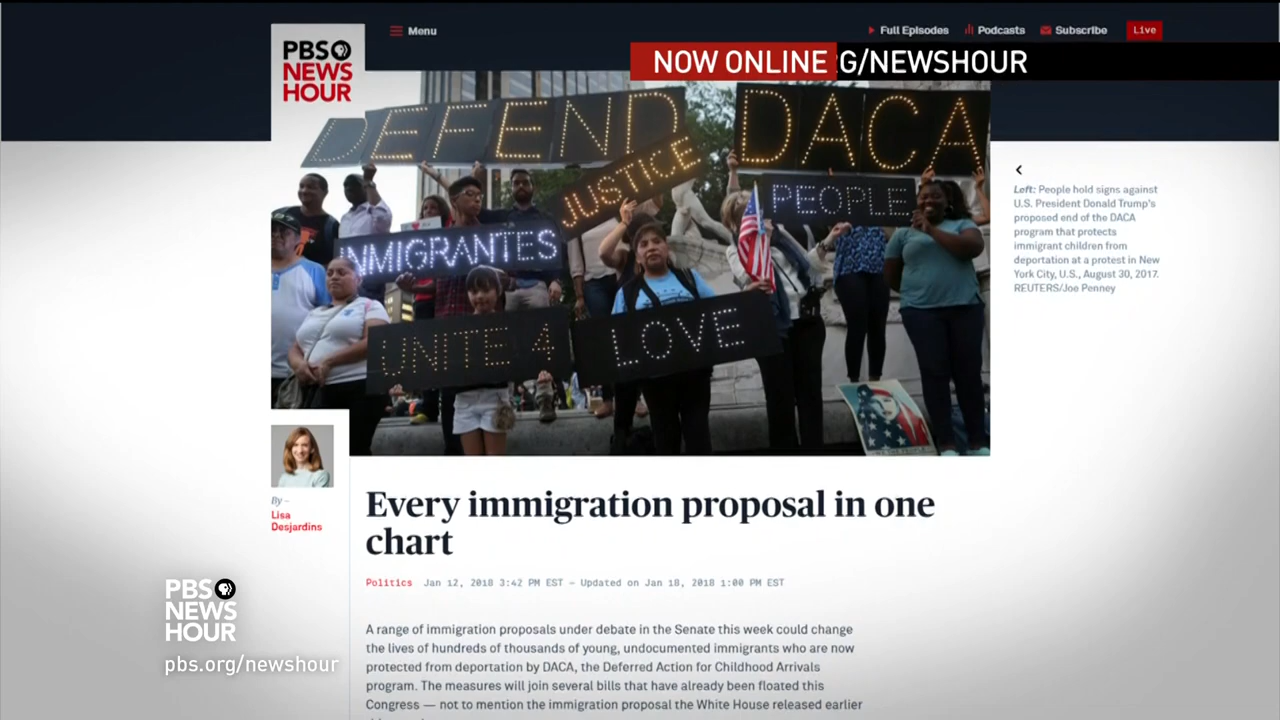 PBS
NEWS
HOUR
Menu
Full Episodes
Podcasts
Subscribe
Live
NOW ONLINE
G/NEWSHOUR
DEFEND DACA
JUSTICE
PEOPLE
INMIGRANTES
UNITE 4 LOVE
Left: People hold signs against
U.S. President Donald Trump's
proposed end of the DACA
program that protects
immigrant children from
deportation at a protest in New
York City, U.S., August 30, 2017.
REUTERS/Joe Penney
By –
Lisa
Desjardins
Every immigration proposal in one
chart
Politics Jan 12, 2018 3:42 PM EST – Updated on Jan 18, 2018 1:00 PM EST
A range of immigration proposals under debate in the Senate this week could change
the lives of hundreds of thousands of young, undocumented immigrants who are now
protected from deportation by DACA, the Deferred Action for Childhood Arrivals
program. The measures will join several bills that have already been floated this
Congress — not to mention the immigration proposal the White House released earlier
PBS
NEWS
HOUR
pbs.org/newshour